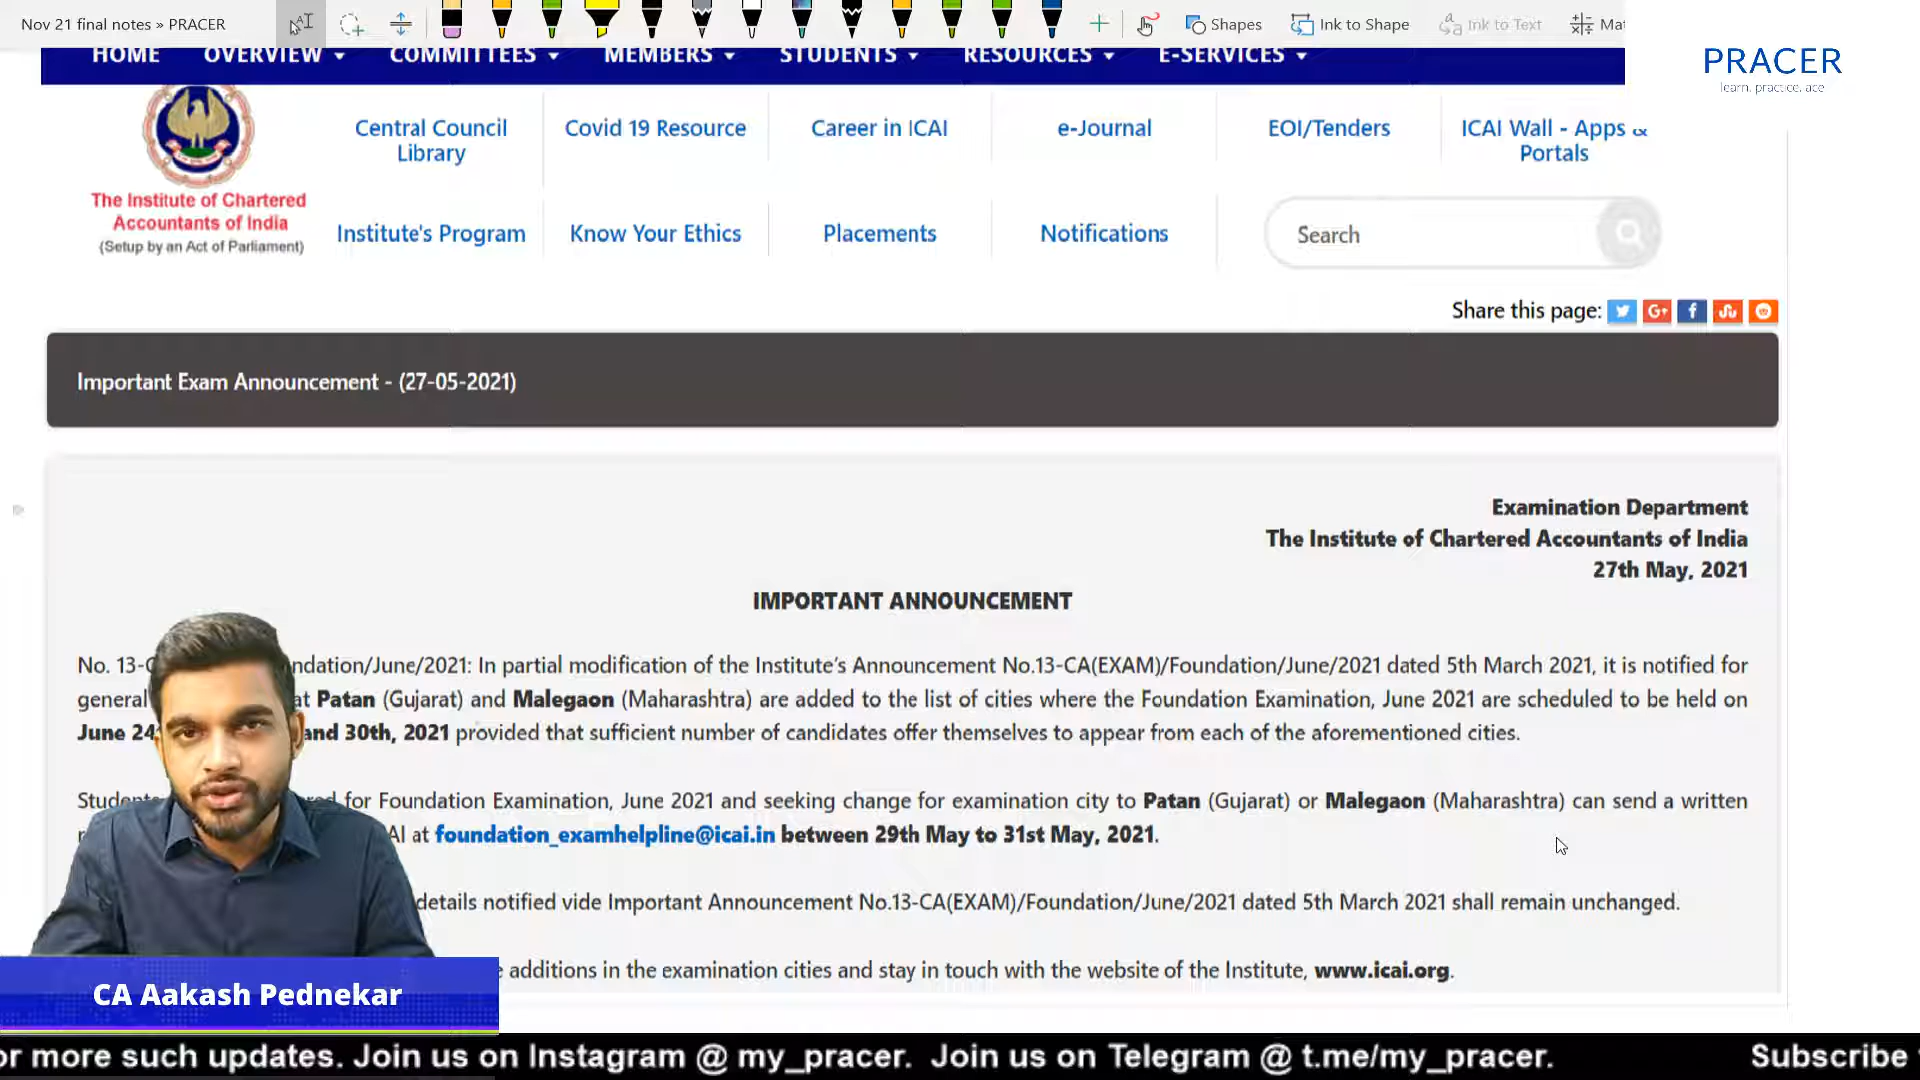 Nov 21 final notes » PRACER
Shapes
Ink to Shape
Ink to Text
PRACER
learn, practice, ace
HOME
OVERVIEW
COMMITTEES
MEMBERS
STUDENTS
RESOURCES
E-SERVICES
Central Council
Library
Covid 19 Resource
Career in ICAI
e-Journal
EOI/Tenders
ICAI Wall - Apps &
Portals
The Institute of Chartered
Accountants of India
(Setup by an Act of Parliament)
Institute's Program
Know Your Ethics
Placements
Notifications
Search
Share this page:
Important Exam Announcement - (27-05-2021)
Examination Department
The Institute of Chartered Accountants of India
27th May, 2021
IMPORTANT ANNOUNCEMENT
No. 13-C ndation/June/2021: In partial modification of the Institute's Announcement No.13-CA(EXAM)/Foundation/June/2021 dated 5th March 2021, it is notified for
general at Patan (Gujarat) and Malegaon (Maharashtra) are added to the list of cities where the Foundation Examination, June 2021 are scheduled to be held on
June 24 and 30th, 2021 provided that sufficient number of candidates offer themselves to appear from each of the aforementioned cities.
Student ed for Foundation Examination, June 2021 and seeking change for examination city to Patan (Gujarat) or Malegaon (Maharashtra) can send a written
AI at foundation_examhelpline@icai.in between 29th May to 31st May, 2021.
details notified vide Important Announcement No.13-CA(EXAM)/Foundation/June/2021 dated 5th March 2021 shall remain unchanged.
additions in the examination cities and stay in touch with the website of the Institute, www.icai.org.
CA Aakash Pednekar
or more such updates. Join us on Instagram @ my_pracer. Join us on Telegram @ t.me/my_pracer. Subscribe